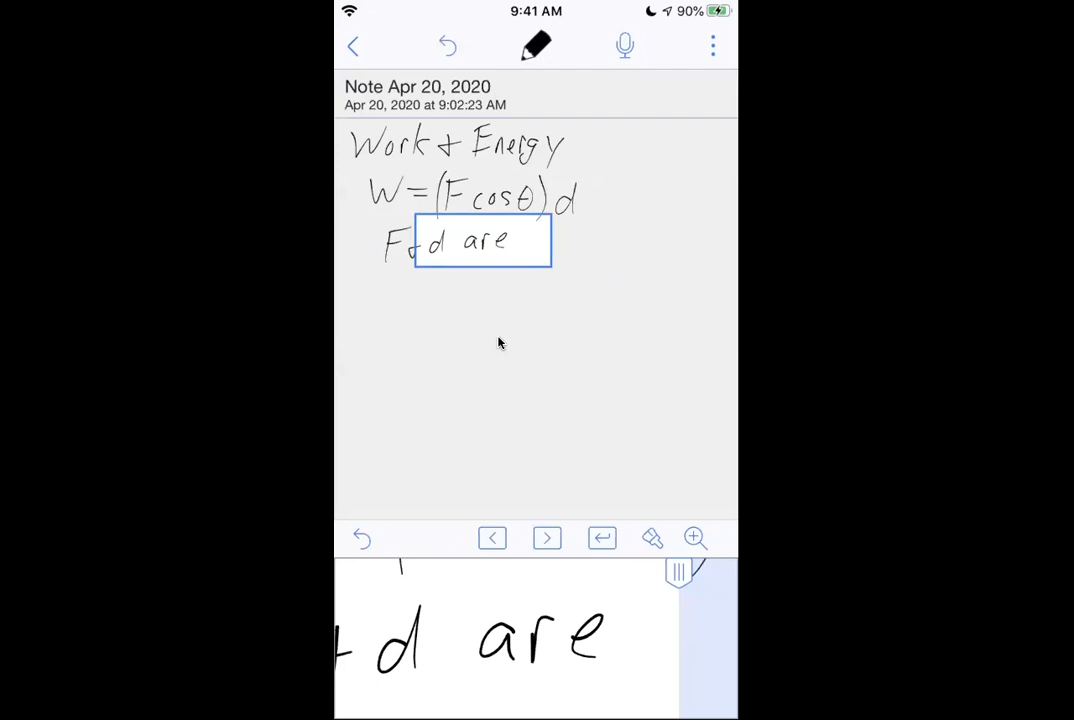 9:41 AM
90%
Note Apr 20, 2020
Apr 20, 2020 at 9:02:23 AM
Work + Energy
W = (F cosθ) d
F + d are
+ d are